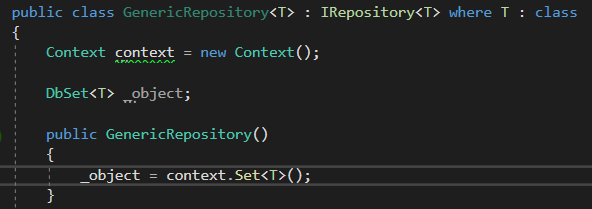 public class GenericRepository<T> : IRepository<T> where T : class
{
Context context = new Context();
DbSet<T> _object;
public GenericRepository()
{
_object = context.Set<T>();
}